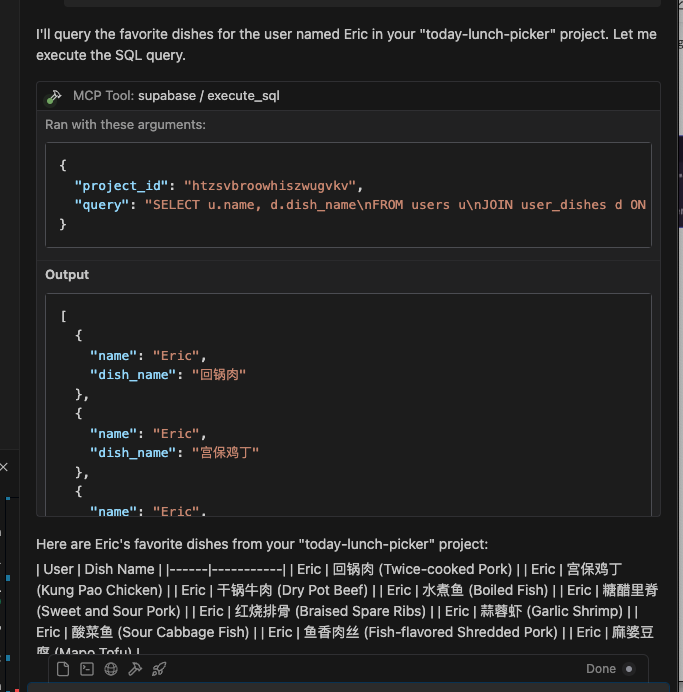 I'll query the favorite dishes for the user named Eric in your "today-lunch-picker" project. Let me
execute the SQL query.
MCP Tool: supabase / execute_sql
Ran with these arguments:
{
"project_id": "htzsvbroowhiszwugvkv",
"query": "SELECT u.name, d.dish_name\nFROM users u\nJOIN user_dishes d ON
}
Output
[
{
"name": "Eric",
"dish_name": "回锅肉"
},
{
"name": "Eric",
"dish_name": "宫保鸡丁"
},
{
"name": "Eric",
Here are Eric's favorite dishes from your "today-lunch-picker" project:
| User | Dish Name | |------|-----------| | Eric | 回锅肉 (Twice-cooked Pork) | | Eric | 宫保鸡丁
(Kung Pao Chicken) | | Eric | 干锅牛肉 (Dry Pot Beef) | | Eric | 水煮鱼 (Boiled Fish) | | Eric | 糖醋里脊
(Sweet and Sour Pork) | | Eric | 红烧排骨 (Braised Spare Ribs) | | Eric | 蒜蓉虾 (Garlic Shrimp) | |
Eric | 酸菜鱼 (Sour Cabbage Fish) | | Eric | 鱼香肉丝 (Fish-flavored Shredded Pork) | | Eric | 麻婆豆
腐 (Mapo Tofu) |
Done